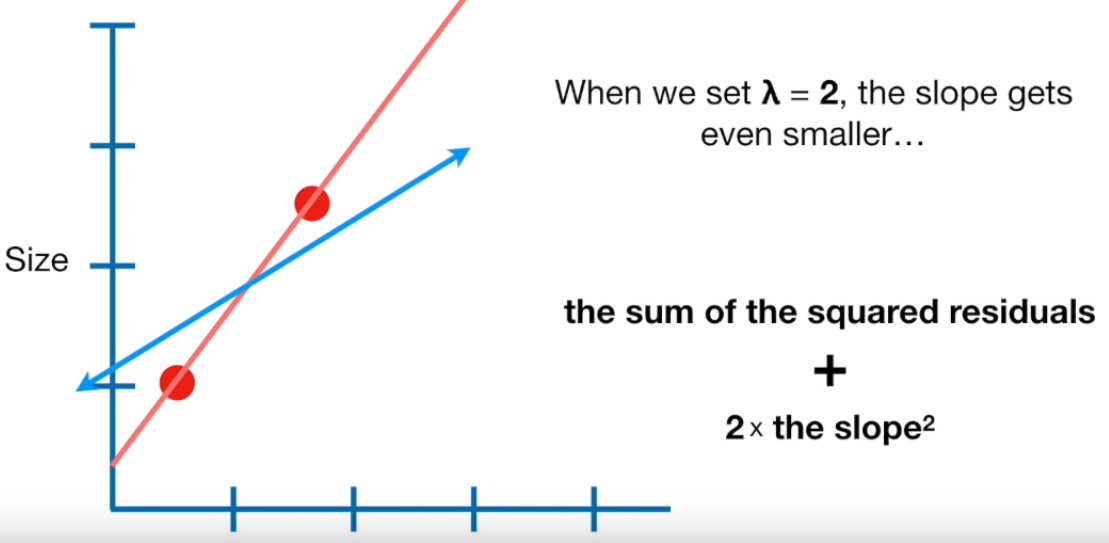 When we set λ = 2, the slope gets
even smaller…
Size
the sum of the squared residuals
+
2 x the slope²